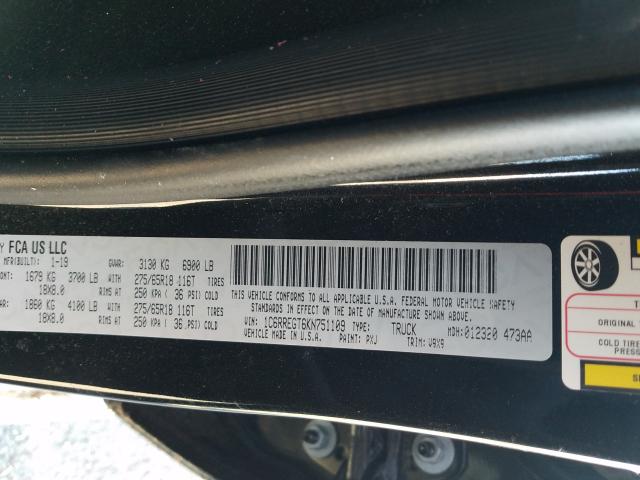 FCA US LLC
MFR(BUILT): 1-19 GVWR: 3130 KG 6900 LB
1679 KG 3700 LB WITH 275/65R18 116T TIRES
18X8.0 RIMS AT 250 KPA ( 36 PSI) COLD
1860 KG 4100 LB WITH 275/65R18 116T TIRES
18X8.0 RIMS AT 250 KPA ( 36 PSI) COLD
THIS VEHICLE CONFORMS TO ALL APPLICABLE U.S.A. FEDERAL MOTOR VEHICLE SAFETY
STANDARDS IN EFFECT ON THE DATE OF MANUFACTURE SHOWN ABOVE.
VIN: 1C6RREGT6KN751109 TYPE: TRUCK MDH: 012320 473AA
VEHICLE MADE IN U.S.A. PAINT: PXJ TRIM: V9X9
ORIGINAL
COLD TIRE
PRESS